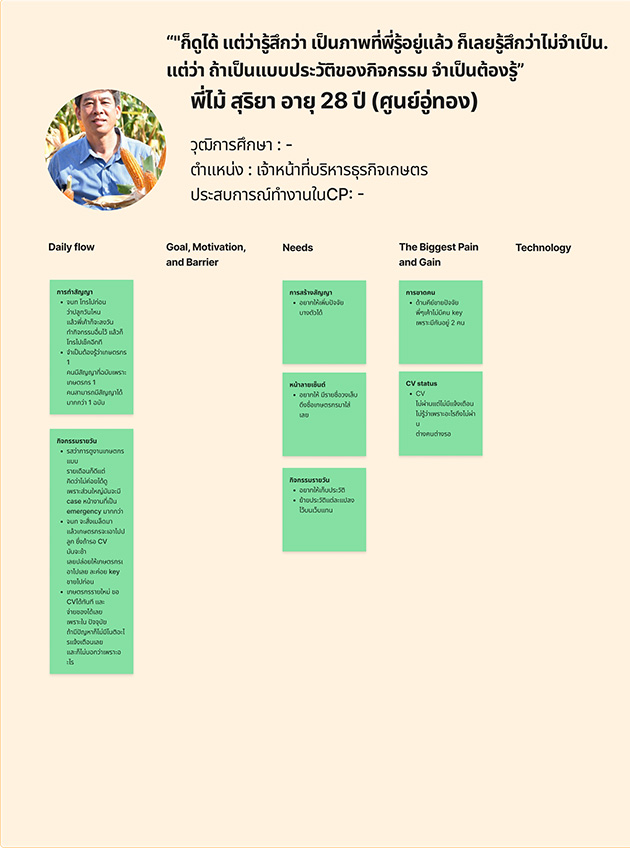 “"ก็ดูได้ แต่ว่ารู้สึกว่า เป็นภาพที่พี่รู้อยู่แล้ว ก็เลยรู้สึกว่าไม่จำเป็น.
แต่ว่า ถ้าเป็นแบบประวัติของกิจกรรม จำเป็นต้องรู้”
พี่ไม้ สุริยา อายุ 28 ปี (ศูนย์อู่ทอง)
วุฒิการศึกษา : -
ตำแหน่ง : เจ้าหน้าที่บริหารธุรกิจเกษตร
ประสบการณ์ทำงานในCP: -
Daily flow
การทำสัญญา
จนท โทรไปก่อน
ว่าปลูกวันไหน
แล้วพี่เค้าก็จะลงวัน
ทำกิจกรรมอื่นไว้ แล้วก็
โทรไปเช็คอีกที
จำเป็นต้องรู้ว่าเกษตรกร
1
คนมีสัญญากี่ฉบับเพราะ
เกษตรกร 1
คนสามารถมีสัญญาได้
มากกว่า 1 ฉบับ
กิจกรรมรายวัน
รสว่าการดูงานเกษตรกร
แบบ
รายเดือนก็ดีแต่
คิดว่าไม่ค่อยได้ดู
เพราะส่วนใหญ่มันจะมี
case หน้างานที่เป็น
emergency มากกว่า
จนท จะสั่งเมล็ดมา
แล้วเกษตรกรจะเอาไปป
ลูก ซึ่งถ้ารอ CV
มันจะช้า
เลยปล่อยให้เกษตรกรเ
อาไปเลย ละค่อย key
ขายไปก่อน
เกษตรกรรายใหม่ ขอ
CVได้ทันที และ
จ่ายของได้เลย
เพราะใน ปัจจุบัน
ถ้ามีปัญหาก็ไม่มีโนติอะไ
รแจ้งเตือนเลย
และก็ไม่บอกว่าเพราะอ
ะไร
Goal, Motivation,
and Barrier
Needs
การสร้างสัญญา
อยากให้เพิ่มปัจจัย
บางตัวได้
หน้าลายเซ็นต์
อยากให้ มีรายชื่อวงเล็บ
ดึงชื่อเกษตรกรมาใส่
เลย
กิจกรรมรายวัน
อยากให้เก็บประวัติ
ย้ายประวัติแต่ละแปลง
ไว้บนเว็บแทน
The Biggest Pain
and Gain
การขาดคน
ด้านคีย์ขายปัจจัย
พี่ๆเค้าไม่มีคน key
เพราะมีกันอยู่ 2 คน
CV status
CV
ไม่ผ่านแต่ไม่มีแจ้งเตือน
ไม่รู้ว่าเพราะอะไรถึงไม่ผ่า
น
ต่างคนต่างรอ
Technology